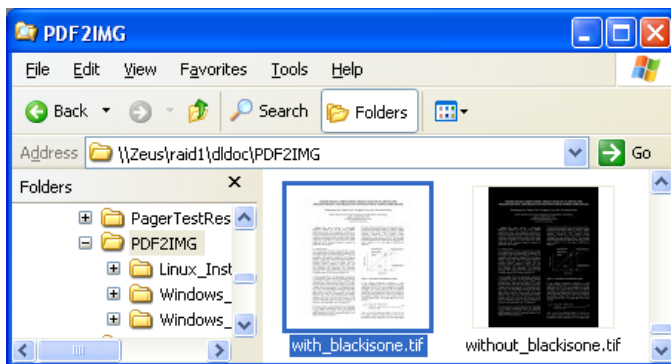 PDF2IMG
File Edit View Favorites Tools Help
Back Search Folders
Address \\Zeus\raid1\dldoc\PDF2IMG Go
Folders x
PagerTestRes
PDF2IMG
Linux_Inst
Windows_
Windows_
with_blackisone.tif without_blackisone.tif